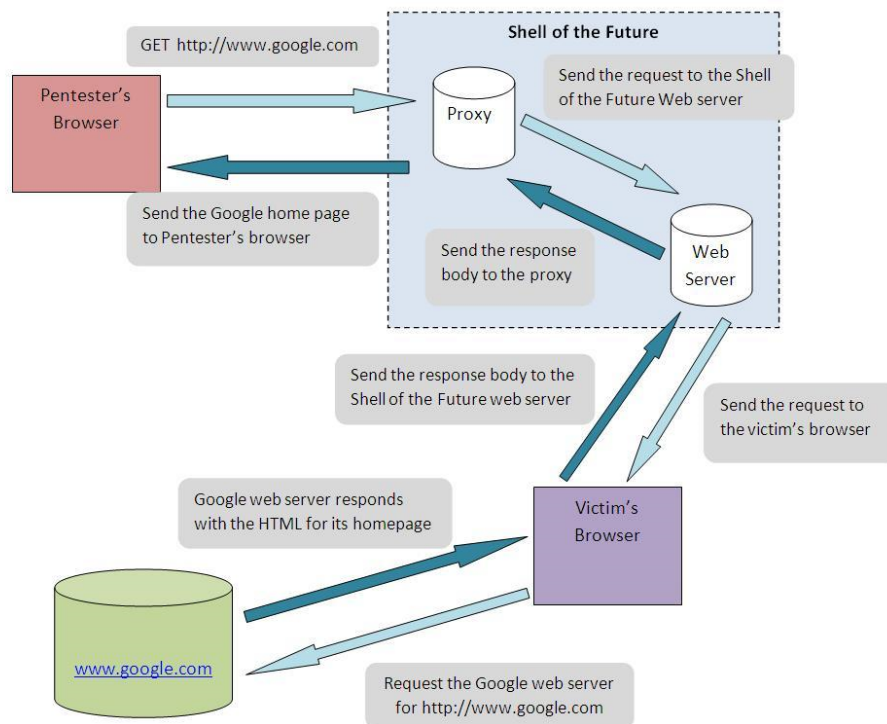 Shell of the Future
GET http://www.google.com
Send the request to the Shell
of the Future Web server
Pentester's
Browser
Proxy
Send the Google home page
to Pentester's browser
Send the response
body to the proxy
Web
Server
Send the response body to the
Shell of the Future web server
Send the request to
the victim's browser
Google web server responds
with the HTML for its homepage
Victim's
Browser
www.google.com
Request the Google web server
for http://www.google.com